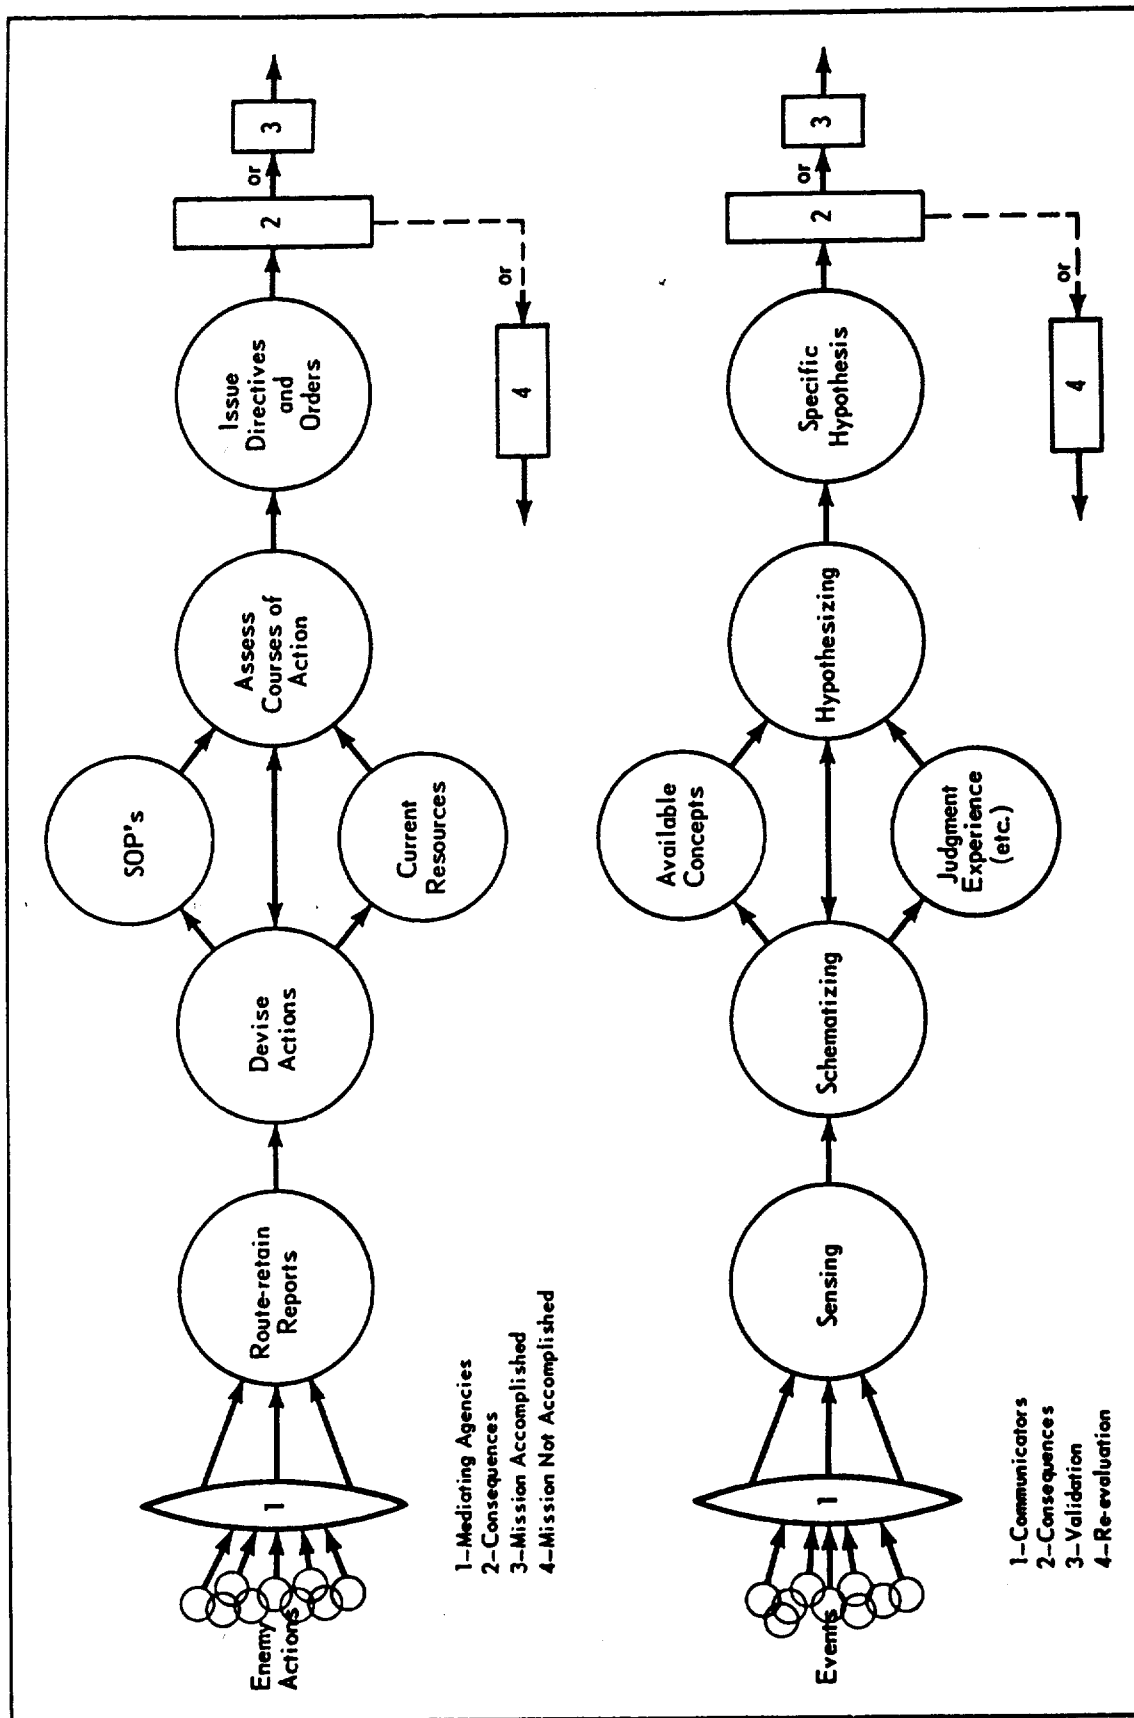 Enemy
Actions
1
Route-retain
Reports
Devise
Actions
SOP's
Current
Resources
Assess
Courses of
Action
Issue
Directives
and
Orders
2
or
3
or
4
1–Mediating Agencies
2–Consequences
3–Mission Accomplished
4–Mission Not Accomplished
Events
1
Sensing
Schematizing
Available
Concepts
Judgment
Experience
(etc.)
Hypothesizing
Specific
Hypothesis
2
or
3
or
4
1–Communicators
2–Consequences
3–Validation
4–Re-evaluation